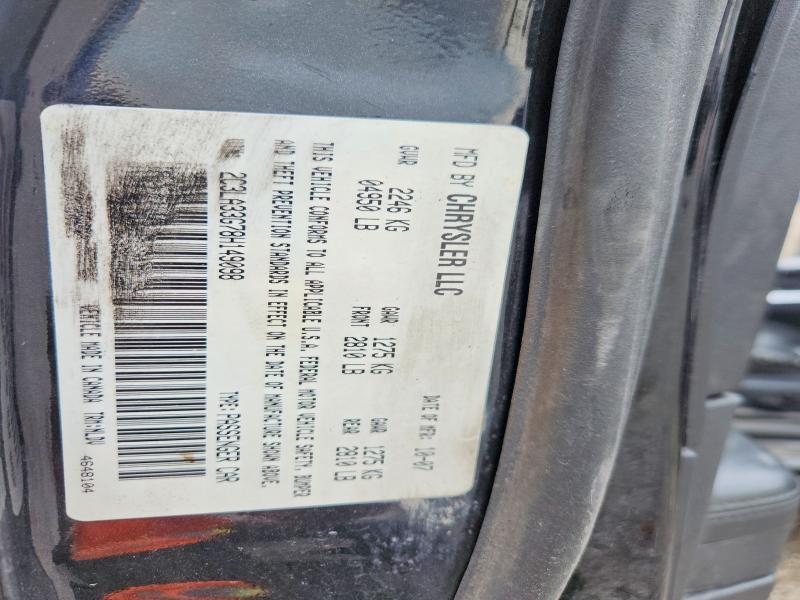 MFD BY CHRYSLER LLC DATE OF MFR 10-07
GVWR 2246 KG GAWR 1275 KG GAWR 1275 KG
04950 LB FRONT 2810 LB REAR 2810 LB
THIS VEHICLE CONFORMS TO ALL APPLICABLE U.S.A. FEDERAL MOTOR VEHICLE SAFETY, BUMPER
AND THEFT PREVENTION STANDARDS IN EFFECT ON THE DATE OF MANUFACTURE SHOWN ABOVE.
2C3LA33G78H149098 TYPE: PASSENGER CAR
VEHICLE MADE IN CANADA 4648104